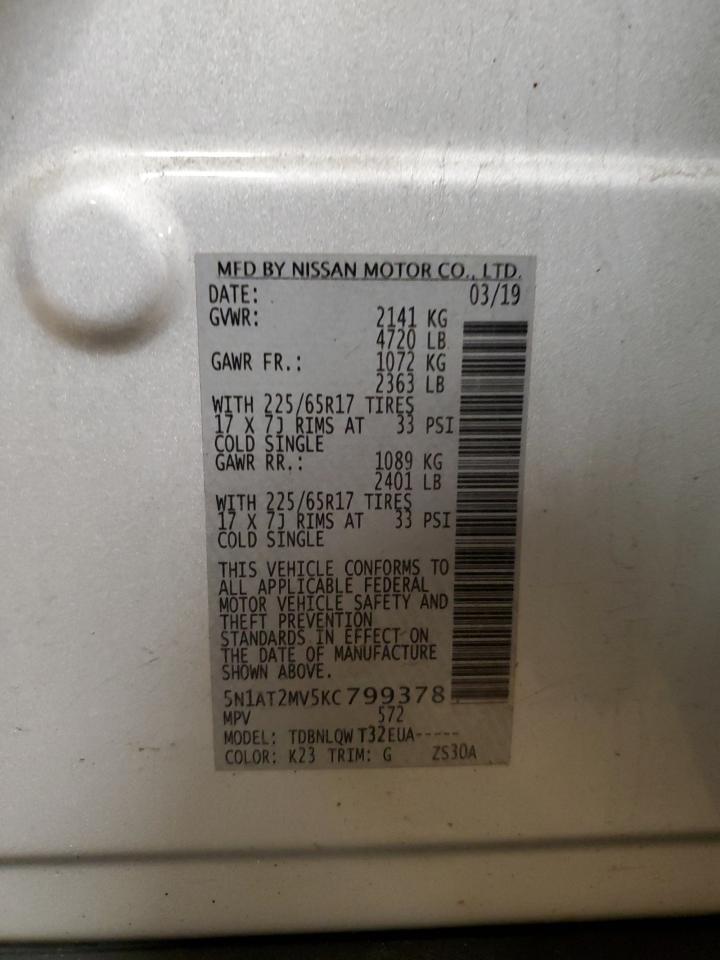 MFD BY NISSAN MOTOR CO., LTD.
DATE: 03/19
GVWR: 2141 KG
4720 LB
GAWR FR.: 1072 KG
2363 LB
WITH 225/65R17 TIRES
17 X 7J RIMS AT 33 PSI
COLD SINGLE
GAWR RR.: 1089 KG
2401 LB
WITH 225/65R17 TIRES
17 X 7J RIMS AT 33 PSI
COLD SINGLE
THIS VEHICLE CONFORMS TO
ALL APPLICABLE FEDERAL
MOTOR VEHICLE SAFETY AND
THEFT PREVENTION
STANDARDS IN EFFECT ON
THE DATE OF MANUFACTURE
SHOWN ABOVE.
5N1AT2MV5KC799378
MPV 572
MODEL: TDBNLQWT32EUA-----
COLOR: K23 TRIM: G ZS30A